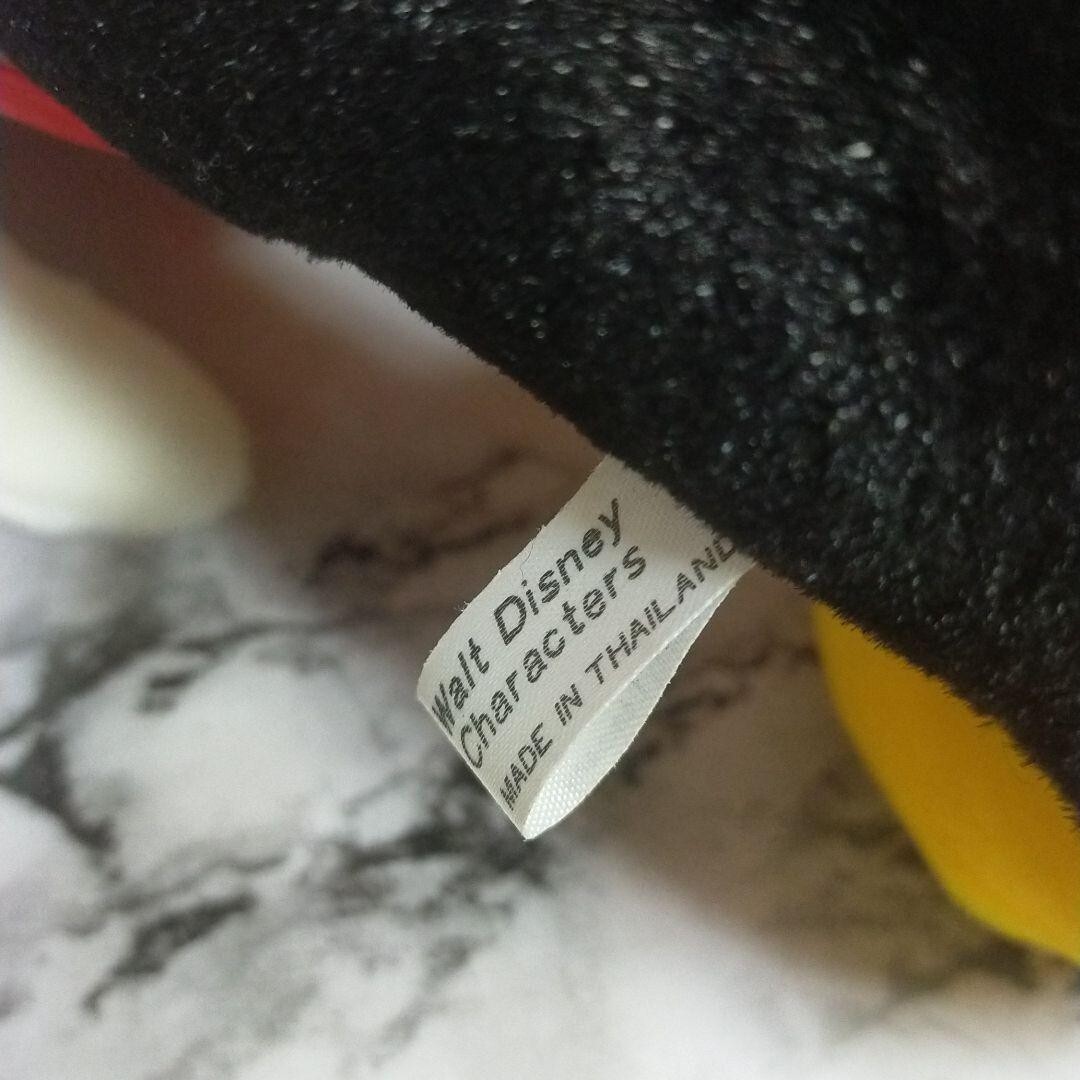 Walt Disney
Characters
MADE IN THAILAND